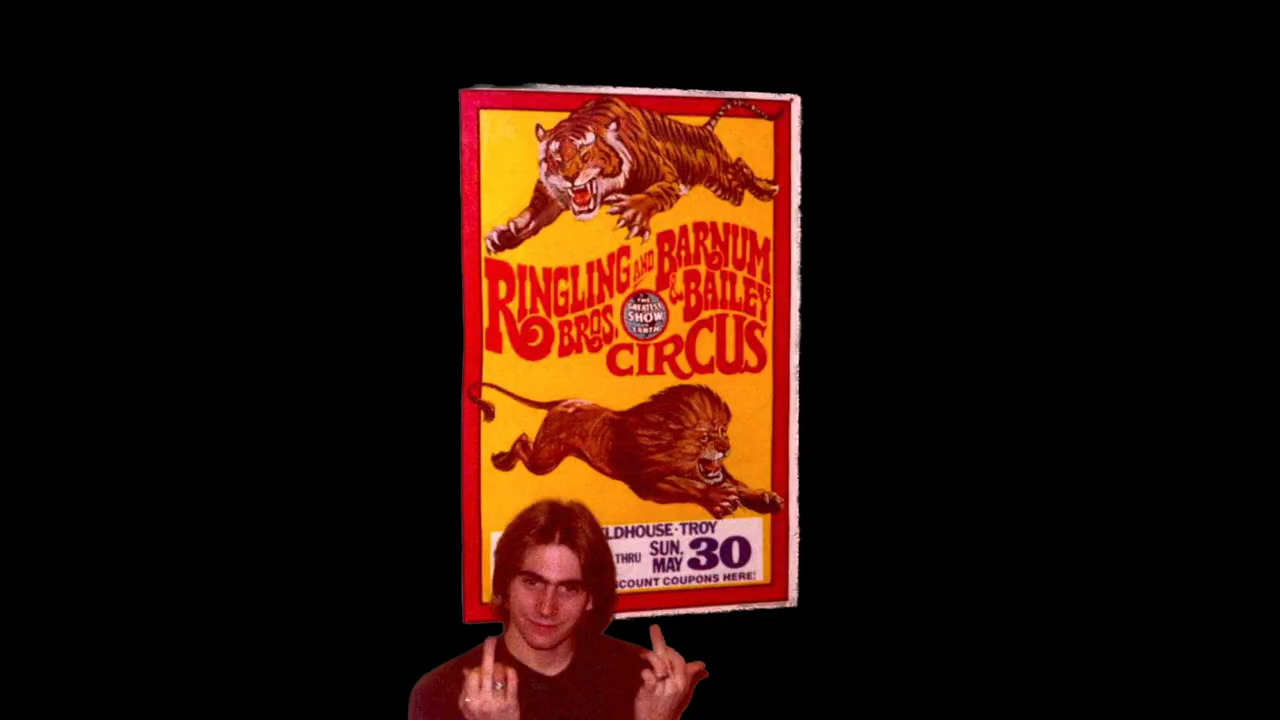 RINGLING AND BARNUM
BROS. & BAILEY
THE
GREATEST
SHOW
ON
EARTH
CIRCUS
LDHOUSE · TROY
THRU SUN. MAY 30
SCOUNT COUPONS HERE!